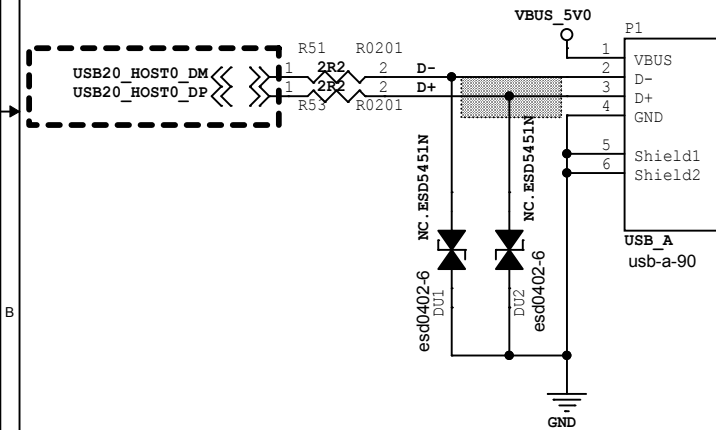 VBUS_5V0
P1
R51 R0201
1 VBUS
USB20_HOST0_DM 1 2R2 2 D- 2 D-
USB20_HOST0_DP 1 2R2 2 D+ 3 D+
R53 R0201
4 GND
5 Shield1
6 Shield2
NC.ESD5451N
NC.ESD5451N
USB_A
usb-a-90
esd0402-6
DU1
DU2
esd0402-6
B
GND